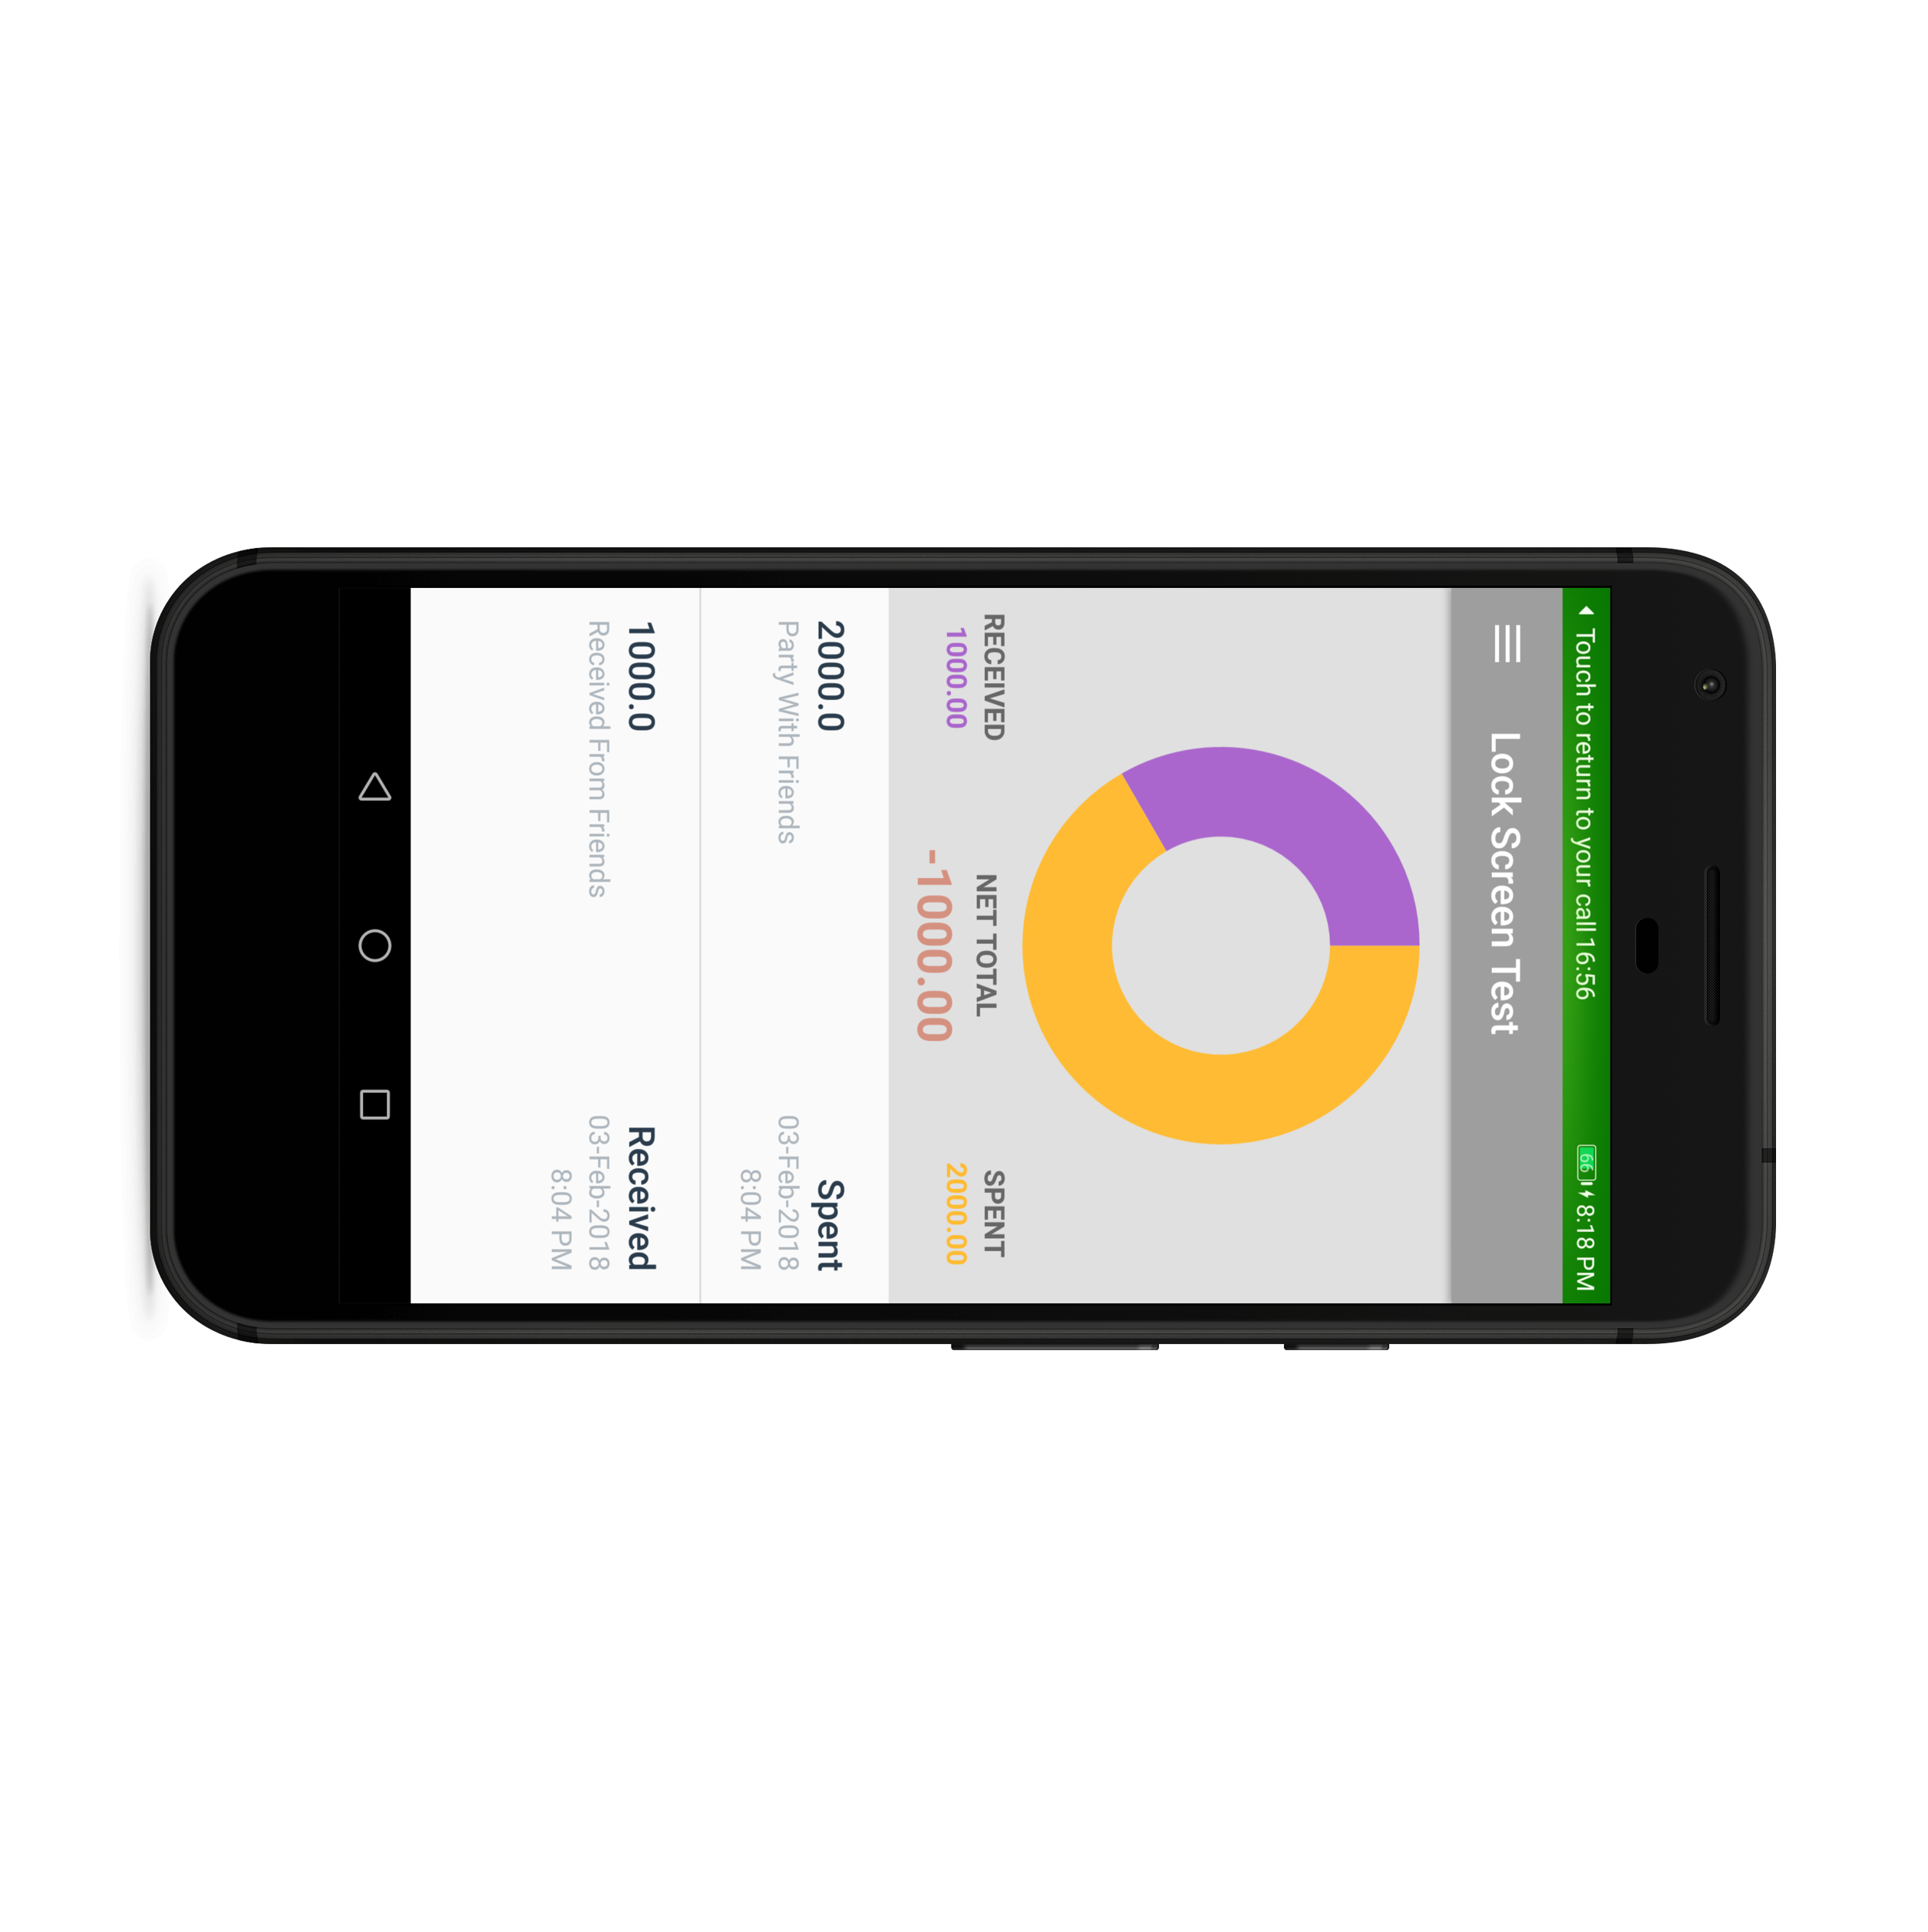 Touch to return to your call 16:56 66 8:18 PM
Lock Screen Test
RECEIVED NET TOTAL SPENT
1000.00 -1000.00 2000.00
2000.0 Spent
Party With Friends 03-Feb-2018
8:04 PM
1000.0 Received
Received From Friends 03-Feb-2018
8:04 PM